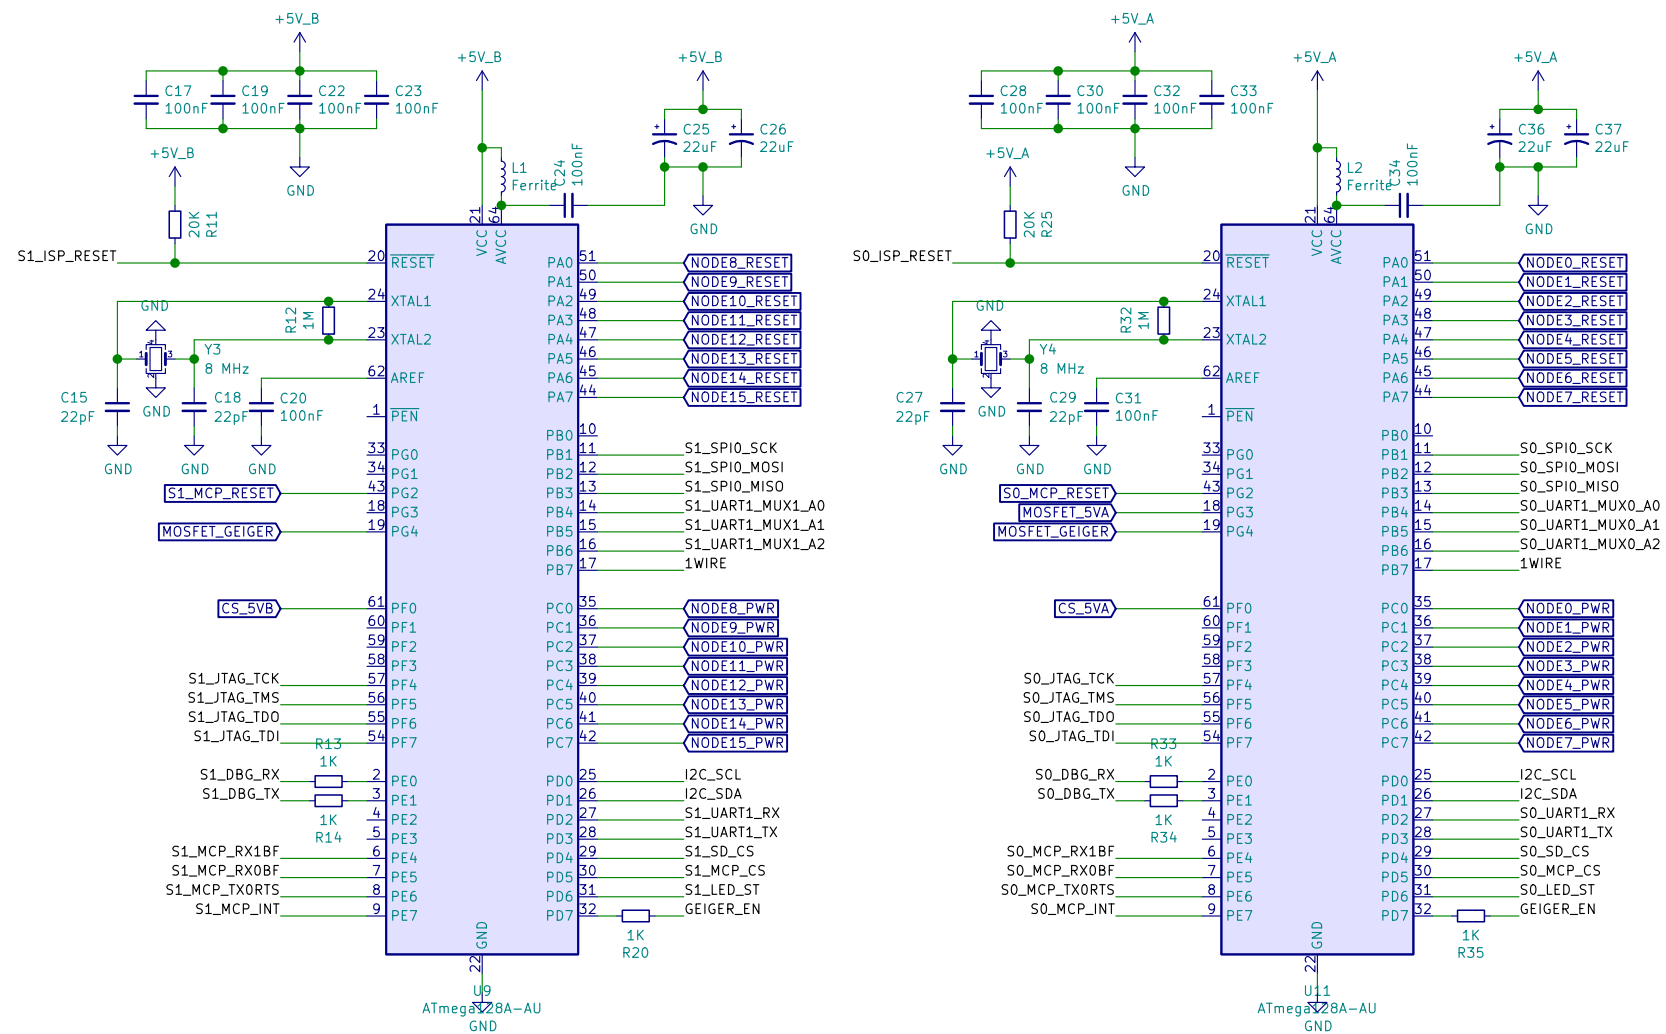 +5V_B
C17
100nF
C19
100nF
C22
100nF
C23
100nF
GND
+5V_B
20K
R11
S1_ISP_RESET
+5V_B
L1
Ferrite
C24
100nF
+5V_B
C25
22uF
C26
22uF
GND
GND
1
2
3
4
GND
Y3
8 MHz
R12
1M
C15
22pF
GND
C18
22pF
GND
C20
100nF
GND
S1_MCP_RESET
MOSFET_GEIGER
CS_5VB
S1_JTAG_TCK
S1_JTAG_TMS
S1_JTAG_TDO
S1_JTAG_TDI
R13
1K
S1_DBG_RX
S1_DBG_TX
1K
R14
S1_MCP_RX1BF
S1_MCP_RX0BF
S1_MCP_TX0RTS
S1_MCP_INT
21 VCC
64 AVCC
20 RESET
24 XTAL1
23 XTAL2
62 AREF
1 PEN
33 PG0
34 PG1
43 PG2
18 PG3
19 PG4
61 PF0
60 PF1
59 PF2
58 PF3
57 PF4
56 PF5
55 PF6
54 PF7
2 PE0
3 PE1
4 PE2
5 PE3
6 PE4
7 PE5
8 PE6
9 PE7
PA0 51 NODE8_RESET
PA1 50 NODE9_RESET
PA2 49 NODE10_RESET
PA3 48 NODE11_RESET
PA4 47 NODE12_RESET
PA5 46 NODE13_RESET
PA6 45 NODE14_RESET
PA7 44 NODE15_RESET
PB0 10
PB1 11 S1_SPI0_SCK
PB2 12 S1_SPI0_MOSI
PB3 13 S1_SPI0_MISO
PB4 14 S1_UART1_MUX1_A0
PB5 15 S1_UART1_MUX1_A1
PB6 16 S1_UART1_MUX1_A2
PB7 17 1WIRE
PC0 35 NODE8_PWR
PC1 36 NODE9_PWR
PC2 37 NODE10_PWR
PC3 38 NODE11_PWR
PC4 39 NODE12_PWR
PC5 40 NODE13_PWR
PC6 41 NODE14_PWR
PC7 42 NODE15_PWR
PD0 25 I2C_SCL
PD1 26 I2C_SDA
PD2 27 S1_UART1_RX
PD3 28 S1_UART1_TX
PD4 29 S1_SD_CS
PD5 30 S1_MCP_CS
PD6 31 S1_LED_ST
PD7 32 GEIGER_EN
1K
R20
GND
22
U9
ATmega128A-AU
GND
+5V_A
C28
100nF
C30
100nF
C32
100nF
C33
100nF
GND
+5V_A
20K
R25
S0_ISP_RESET
+5V_A
L2
Ferrite
C34
100nF
+5V_A
C36
22uF
C37
22uF
GND
GND
1
2
3
4
GND
Y4
8 MHz
R32
1M
C27
22pF
GND
C29
22pF
GND
C31
100nF
GND
S0_MCP_RESET
MOSFET_5VA
MOSFET_GEIGER
CS_5VA
S0_JTAG_TCK
S0_JTAG_TMS
S0_JTAG_TDO
S0_JTAG_TDI
R33
1K
S0_DBG_RX
S0_DBG_TX
1K
R34
S0_MCP_RX1BF
S0_MCP_RX0BF
S0_MCP_TX0RTS
S0_MCP_INT
21 VCC
64 AVCC
20 RESET
24 XTAL1
23 XTAL2
62 AREF
1 PEN
33 PG0
34 PG1
43 PG2
18 PG3
19 PG4
61 PF0
60 PF1
59 PF2
58 PF3
57 PF4
56 PF5
55 PF6
54 PF7
2 PE0
3 PE1
4 PE2
5 PE3
6 PE4
7 PE5
8 PE6
9 PE7
PA0 51 NODE0_RESET
PA1 50 NODE1_RESET
PA2 49 NODE2_RESET
PA3 48 NODE3_RESET
PA4 47 NODE4_RESET
PA5 46 NODE5_RESET
PA6 45 NODE6_RESET
PA7 44 NODE7_RESET
PB0 10
PB1 11 S0_SPI0_SCK
PB2 12 S0_SPI0_MOSI
PB3 13 S0_SPI0_MISO
PB4 14 S0_UART1_MUX0_A0
PB5 15 S0_UART1_MUX0_A1
PB6 16 S0_UART1_MUX0_A2
PB7 17 1WIRE
PC0 35 NODE0_PWR
PC1 36 NODE1_PWR
PC2 37 NODE2_PWR
PC3 38 NODE3_PWR
PC4 39 NODE4_PWR
PC5 40 NODE5_PWR
PC6 41 NODE6_PWR
PC7 42 NODE7_PWR
PD0 25 I2C_SCL
PD1 26 I2C_SDA
PD2 27 S0_UART1_RX
PD3 28 S0_UART1_TX
PD4 29 S0_SD_CS
PD5 30 S0_MCP_CS
PD6 31 S0_LED_ST
PD7 32 GEIGER_EN
1K
R35
GND
22
U11
ATmega128A-AU
GND